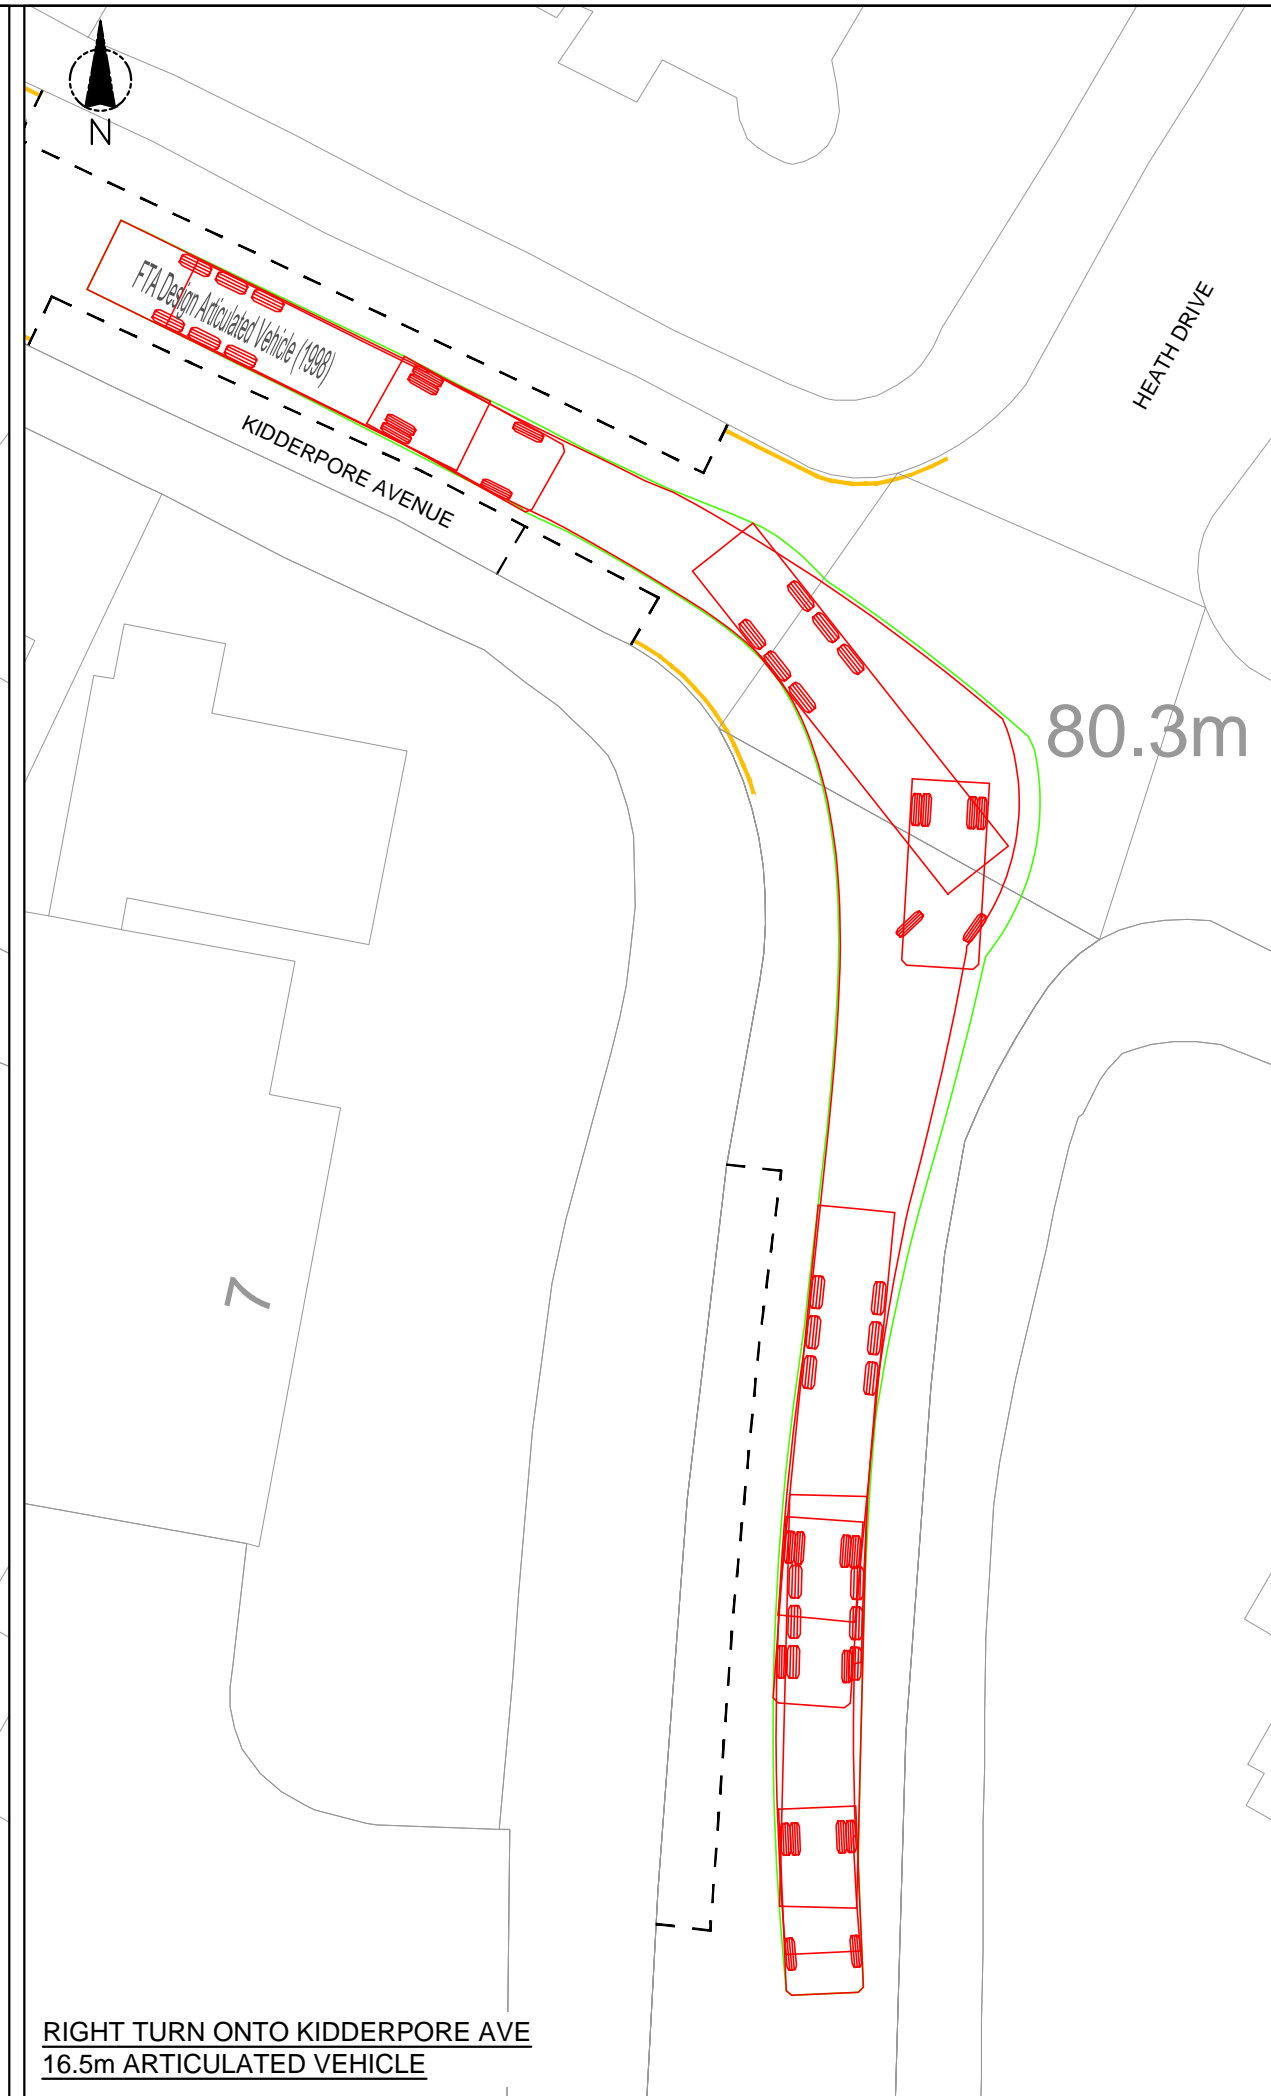 N
FTA Design Articulated Vehicle (1998)
HEATH DRIVE
KIDDERPORE AVENUE
80.3m
7
RIGHT TURN ONTO KIDDERPORE AVE
16.5m ARTICULATED VEHICLE